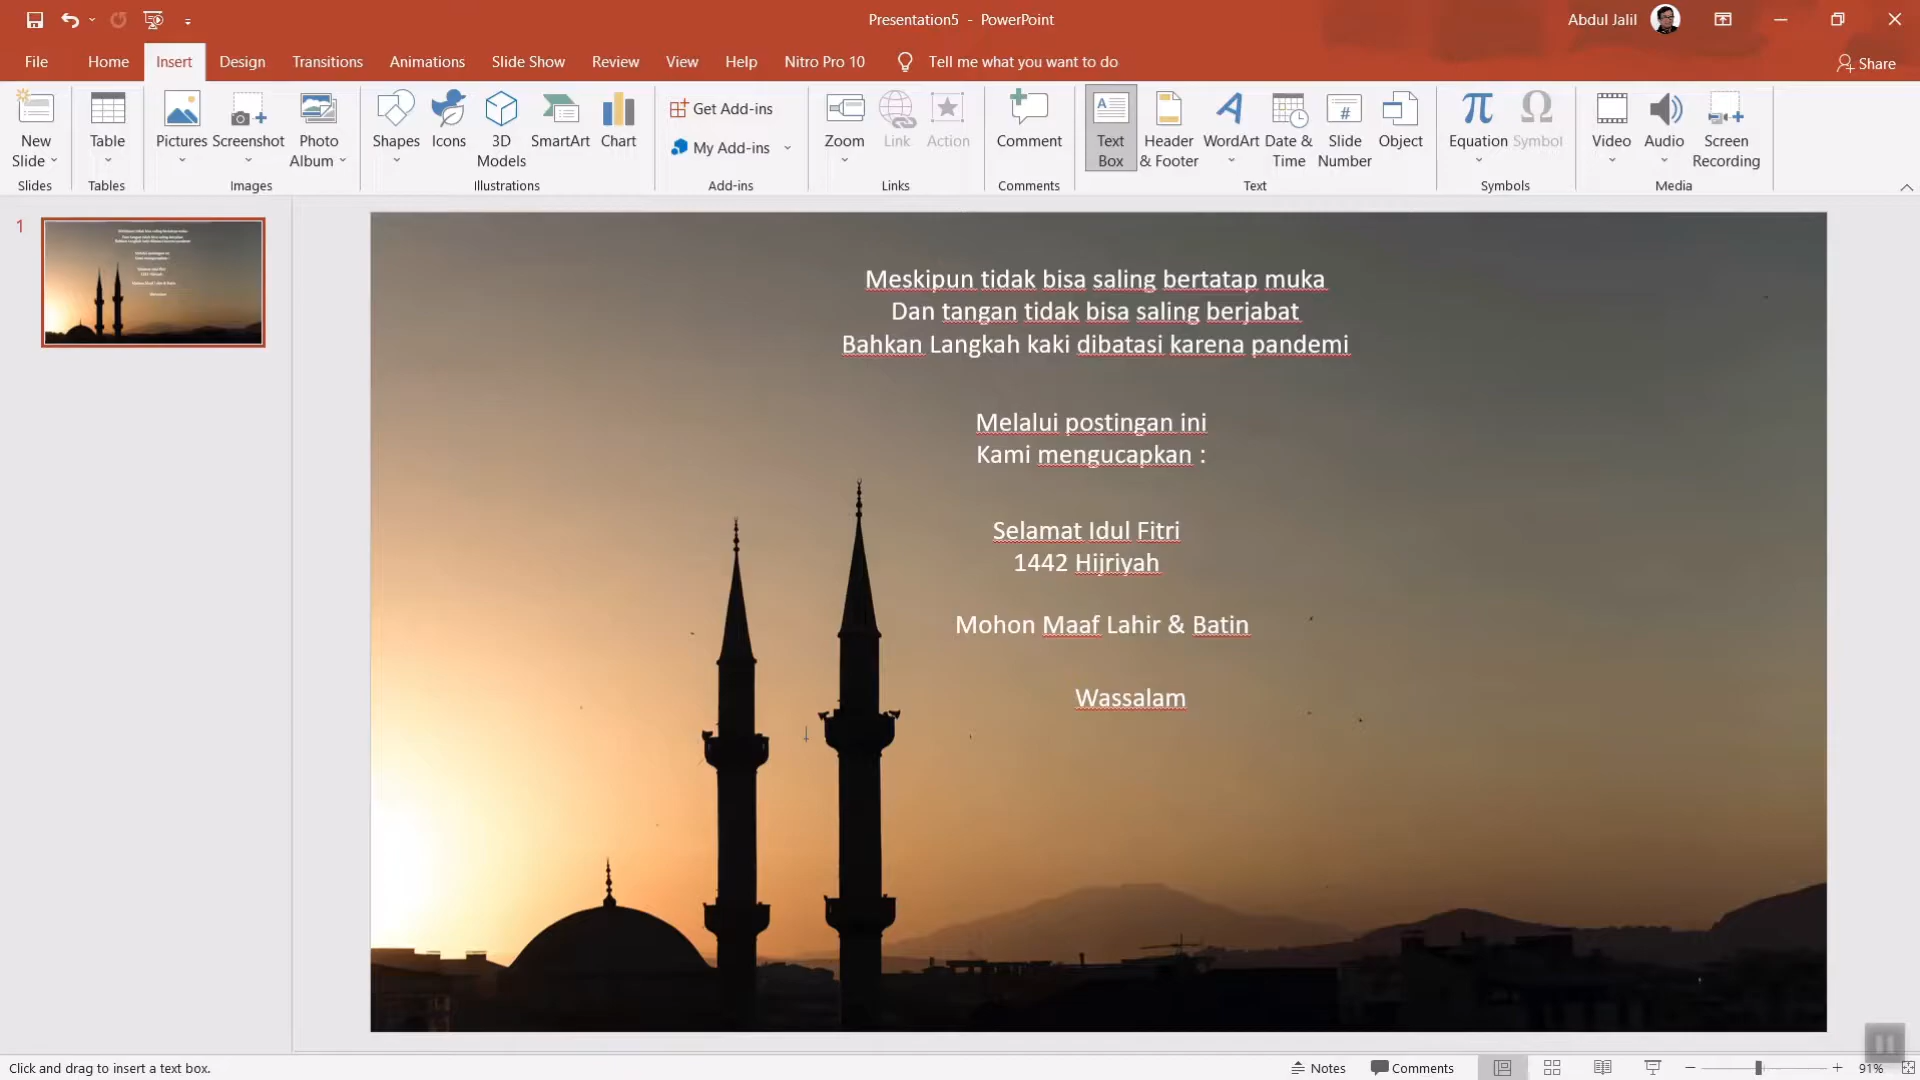 Presentation5 - PowerPoint
Abdul Jalil
File Home Insert Design Transitions Animations Slide Show Review View Help Nitro Pro 10 Tell me what you want to do
Share
New Slide
Table
Pictures
Screenshot
Photo Album
Shapes
Icons
3D Models
SmartArt
Chart
Get Add-ins
My Add-ins
Zoom
Link
Action
Comment
Text Box
Header & Footer
WordArt
Date & Time
Slide Number
Object
Equation
Symbol
Video
Audio
Screen Recording
Slides Tables Images Illustrations Add-ins Links Comments Text Symbols Media
1
Meskipun tidak bisa saling bertatap muka
Dan tangan tidak bisa saling berjabat
Bahkan Langkah kaki dibatasi karena pandemi
Melalui postingan ini
Kami mengucapkan :
Selamat Idul Fitri
1442 Hijriyah
Mohon Maaf Lahir & Batin
Wassalam
Click and drag to insert a text box.
Notes
Comments
91%